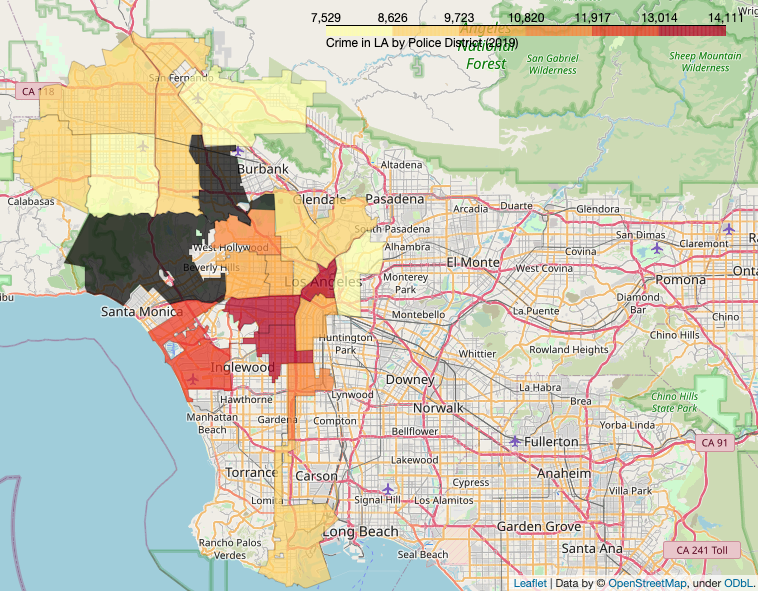 7,529 8,626 9,723 10,820 11,917 13,014 14,111
Crime in LA by Police District (2019)
Angeles
National
Forest
San Gabriel
Wilderness
Sheep Mountain
Wilderness
Wrig
San Fernando
CA 118
Burbank
Altadena
Calabasas
Glendale
Pasadena
Arcadia
Duarte
Glendora
South Pasadena
San Dimas
Claremont
Ra
West Hollywood
Alhambra
El Monte
Covina
Beverly Hills
West Covina
Los Angeles
Monterey
Park
Pomona
Onta
ibu
Santa Monica
Montebello
La Puente
Diamond
Bar
Chino
Huntington
Park
Whittier
Rowland Heights
Chino Hills
Inglewood
Downey
La Habra
Hawthorne
Lynwood
Brea
Chino Hills
State Park
Manhattan
Beach
Gardena
Compton
Norwalk
Yorba Linda
Bellflower
Fullerton
CA 91
Lakewood
Torrance
Carson
Cypress
Anaheim
Villa Park
Lomi
Signal Hill
Los Alamitos
Garden Grove
Rancho Palos
Verdes
Long Beach
Seal Beach
Santa Ana
CA 241 Toll
Leaflet | Data by © OpenStreetMap, under ODbL.